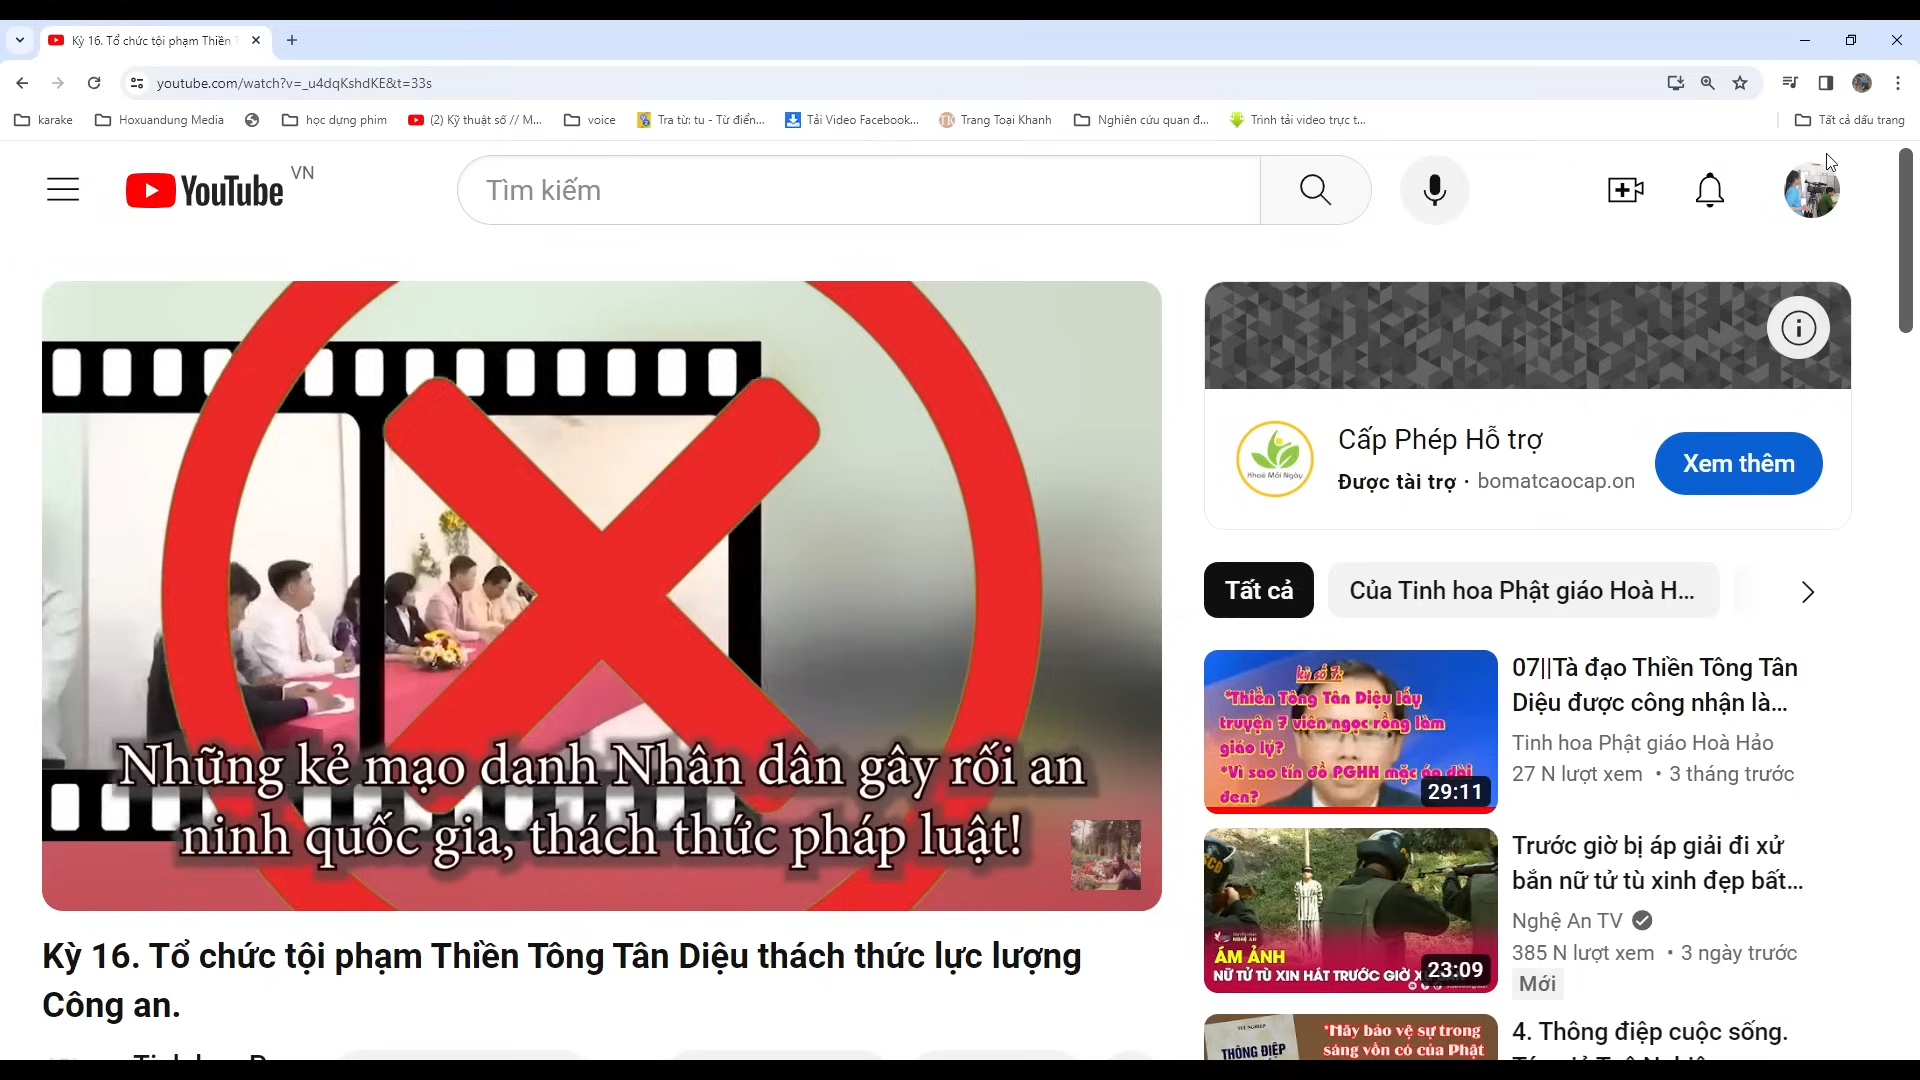 Kỳ 16. Tổ chức tội phạm Thiền T
youtube.com/watch?v=_u4dqKshdKE&t=33s
karake
Hoxuandung Media
học dựng phim
(2) Kỹ thuật số // M...
voice
Tra từ: tu - Từ điển...
Tải Video Facebook...
Trang Toại Khanh
Nghiên cứu quan đ...
Trình tải video trực t...
Tất cả dấu trang
YouTube VN
Tìm kiếm
Những kẻ mạo danh Nhân dân gây rối an
ninh quốc gia, thách thức pháp luật!
Kỳ 16. Tổ chức tội phạm Thiền Tông Tân Diệu thách thức lực lượng
Công an.
Khoẻ Mỗi Ngày
Cấp Phép Hỗ trợ
Được tài trợ · bomatcaocap.on
Xem thêm
Tất cả
Của Tinh hoa Phật giáo Hoà H...
kỳ số 7:
*Thiền Tông Tân Diệu lấy
truyện 7 viên ngọc rồng làm
giáo lý?
*Vì sao tín đồ PGHH mặc áo dài
đen?
29:11
07||Tà đạo Thiền Tông Tân
Diệu được công nhận là...
Tinh hoa Phật giáo Hoà Hảo
27 N lượt xem • 3 tháng trước
ÁM ẢNH
NỮ TỬ TÙ XIN HÁT TRƯỚC GIỜ X
23:09
Trước giờ bị áp giải đi xử
bắn nữ tử tù xinh đẹp bất...
Nghệ An TV
385 N lượt xem • 3 ngày trước
Mới
THÔNG ĐIỆP
*Hãy bảo vệ sự trong
sáng vốn có của Phật
4. Thông điệp cuộc sống.